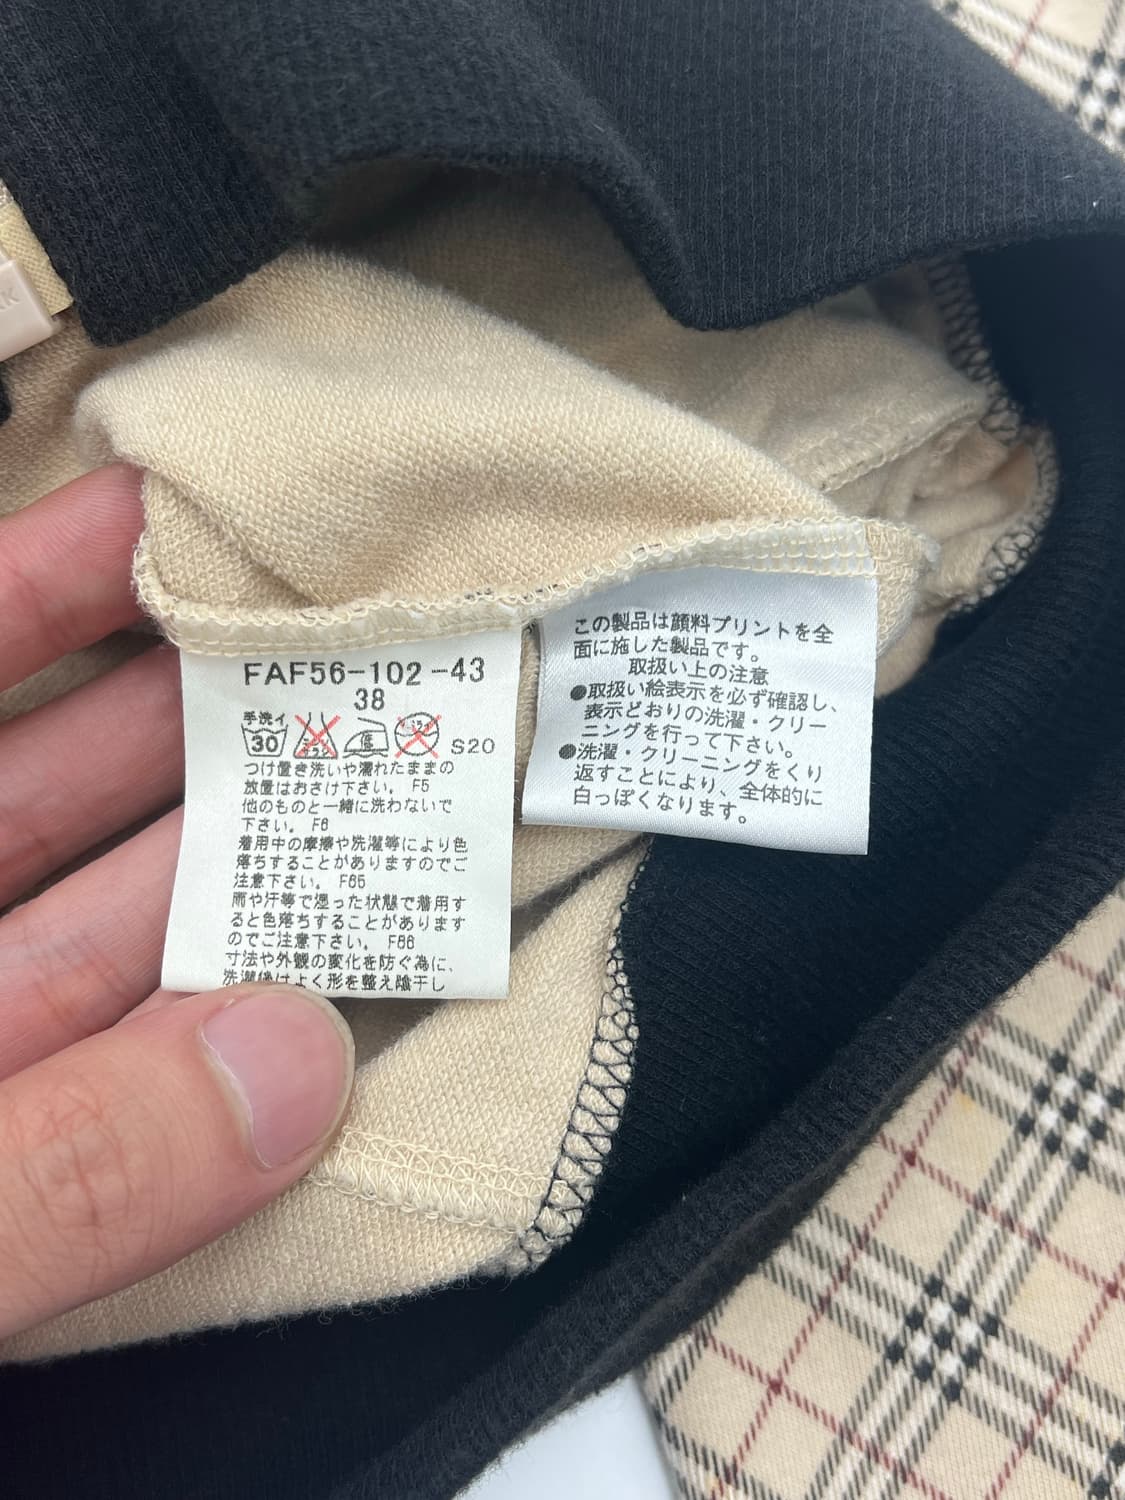 FAF56-102-43
38
手洗イ
30
低
S20
つけ置き洗いや濡れたままの
放置はおさけ下さい。 F5
他のものと一緒に洗わないで
下さい。 F6
着用中の摩擦や洗濯等により色
落ちすることがありますのでご
注意下さい。 F65
雨や汗等で湿った状態で着用す
ると色落ちすることがあります
のでご注意下さい。 F66
寸法や外観の変化を防ぐ為に、
洗濯後はよく形を整え陰干し
この製品は顔料プリントを全
面に施した製品です。
取扱い上の注意
●取扱い絵表示を必ず確認し、
表示どおりの洗濯・クリー
ニングを行って下さい。
●洗濯・クリーニングをくり
返すことにより、全体的に
白っぽくなります。